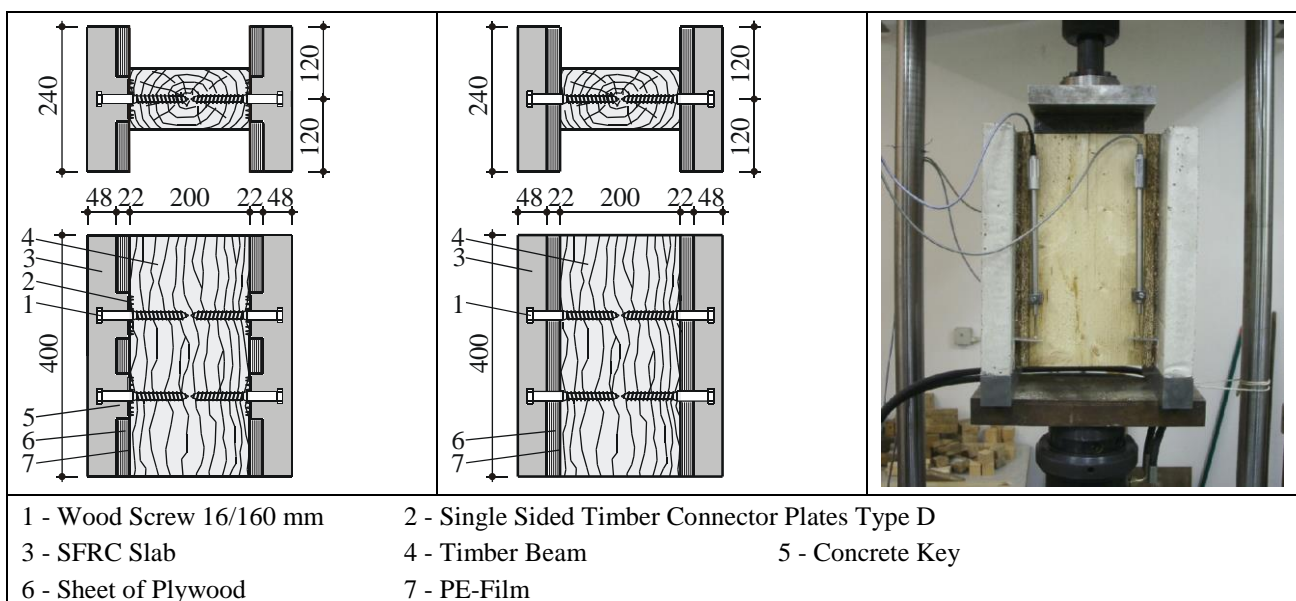 240
120
120
48 22 200 22 48
4
3
2
1
5
6
7
400
240
120
120
48 22 200 22 48
4
3
1
6
7
400
1 - Wood Screw 16/160 mm
2 - Single Sided Timber Connector Plates Type D
3 - SFRC Slab
4 - Timber Beam
5 - Concrete Key
6 - Sheet of Plywood
7 - PE-Film